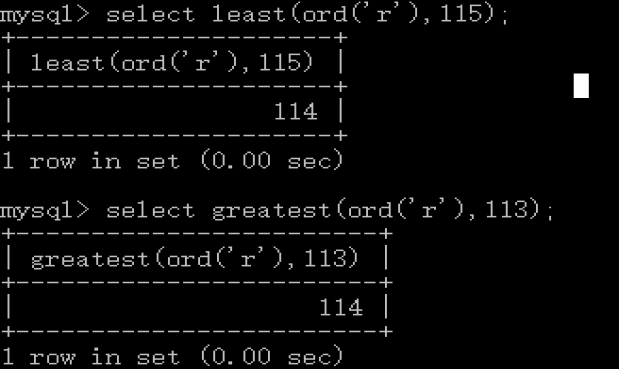 mysql> select least(ord('r'),115);
+---------------------+
| least(ord('r'),115) |
+---------------------+
|                 114 |
+---------------------+
1 row in set (0.00 sec)
mysql> select greatest(ord('r'),113);
+------------------------+
| greatest(ord('r'),113) |
+------------------------+
|                    114 |
+------------------------+
1 row in set (0.00 sec)